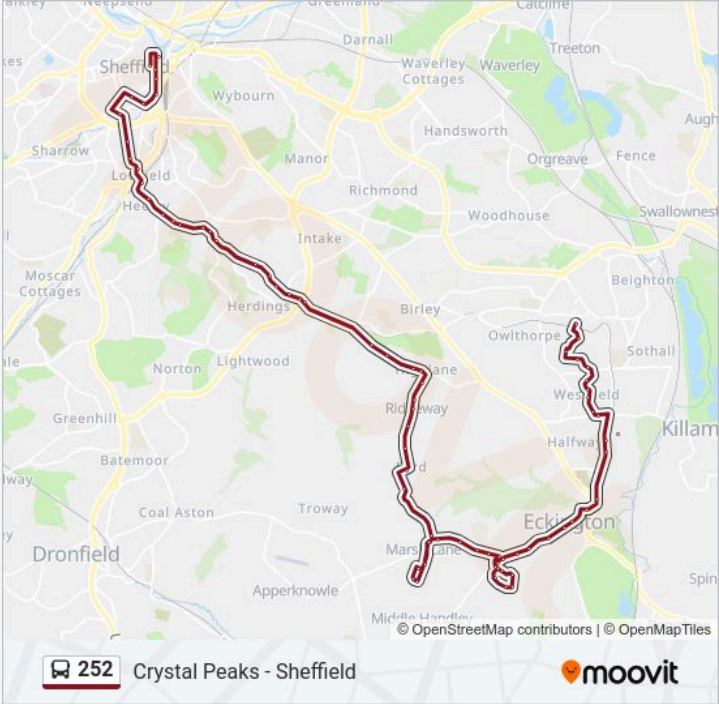 Neepsend
Greenland
Catcliffe
Darnall
Treeton
Sheffield
Waverley
Cottages
Waverley
Wybourn
Handsworth
Sharrow
Manor
Orgreave
Fence
Richmond
Woodhouse
Intake
Moscar
Cottages
Beighton
Herdings
Birley
Owlthorpe
Sothall
Norton
Lightwood
Ridgeway
Westfield
Greenhill
Halfway
Killam
Batemoor
Coal Aston
Troway
Eckington
Dronfield
Marsh Lane
Apperknowle
Spin
Middle Handley
© OpenStreetMap contributors | © OpenMapTiles
252 Crystal Peaks - Sheffield
moovit